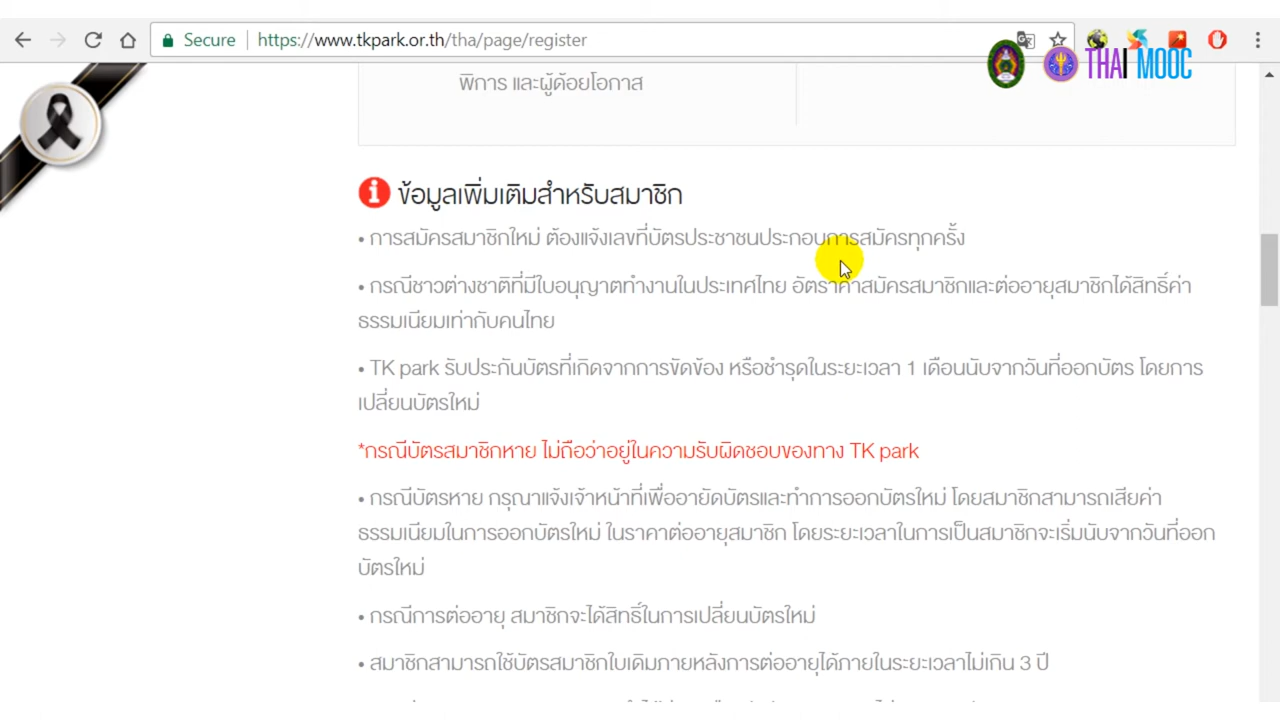 Secure https://www.tkpark.or.th/tha/page/register
THAI MOOC
พิการ และผู้ด้อยโอกาส
ข้อมูลเพิ่มเติมสำหรับสมาชิก
• การสมัครสมาชิกใหม่ ต้องแจ้งเลขที่บัตรประชาชนประกอบการสมัครทุกครั้ง
• กรณีชาวต่างชาติที่มีใบอนุญาตทำงานในประเทศไทย อัตราค่าสมัครสมาชิกและต่ออายุสมาชิกได้สิทธิ์ค่า
ธรรมเนียมเท่ากับคนไทย
• TK park รับประกันบัตรที่เกิดจากการขัดข้อง หรือชำรุดในระยะเวลา 1 เดือนนับจากวันที่ออกบัตร โดยการ
เปลี่ยนบัตรใหม่
*กรณีบัตรสมาชิกหาย ไม่ถือว่าอยู่ในความรับผิดชอบของทาง TK park
• กรณีบัตรหาย กรุณาแจ้งเจ้าหน้าที่เพื่ออายัดบัตรและทำการออกบัตรใหม่ โดยสมาชิกสามารถเสียค่า
ธรรมเนียมในการออกบัตรใหม่ ในราคาต่ออายุสมาชิก โดยระยะเวลาในการเป็นสมาชิกจะเริ่มนับจากวันที่ออก
บัตรใหม่
• กรณีการต่ออายุ สมาชิกจะได้สิทธิ์ในการเปลี่ยนบัตรใหม่
• สมาชิกสามารถใช้บัตรสมาชิกใบเดิมภายหลังการต่ออายุได้ภายในระยะเวลาไม่เกิน 3 ปี